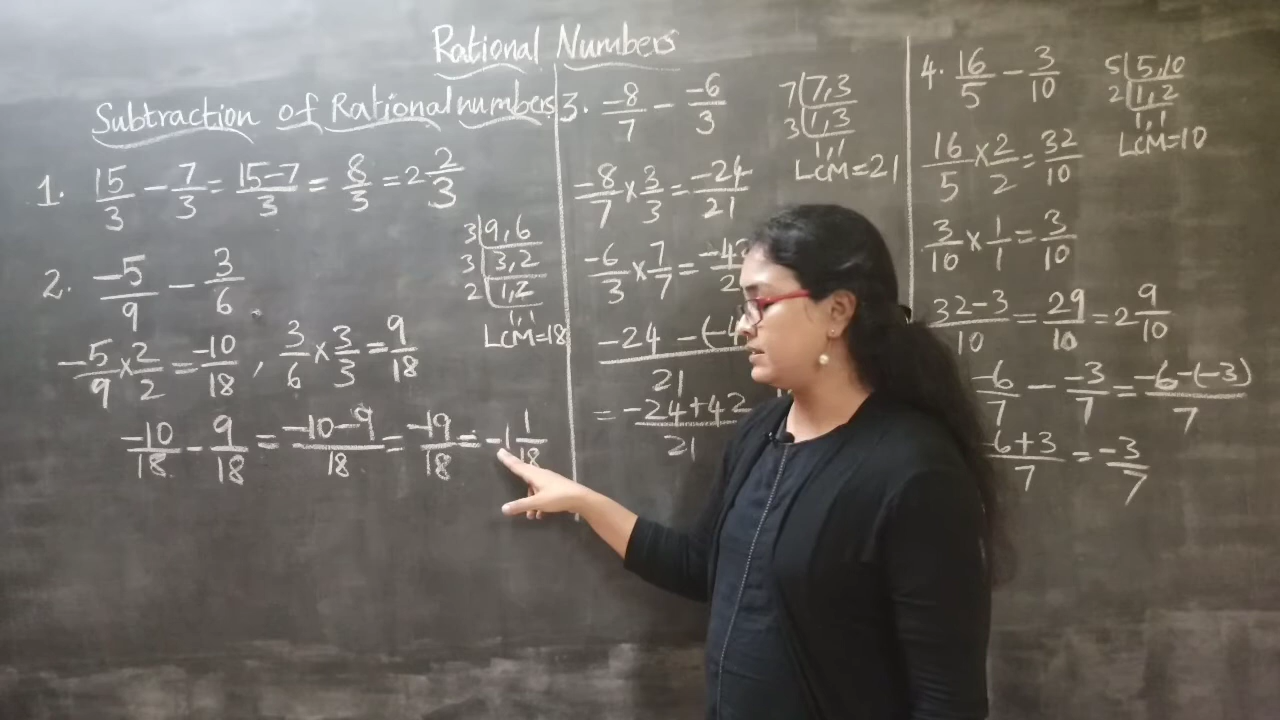 Rational Numbers
Subtraction of Rational numbers
1. 15/3 - 7/3 = 15-7/3 = 8/3 = 2 2/3
2. -5/9 - 3/6
3|9,6
3|3,2
2|1,2
1,1
LCM=18
-5/9 × 2/2 = -10/18, 3/6 × 3/3 = 9/18
-10/18 - 9/18 = -10-9/18 = -19/18 = -1 1/18
3. -8/7 - -6/3
7|7,3
3|1,3
1,1
LCM=21
-8/7 × 3/3 = -24/21
-6/3 × 7/7 =
-24 - (-4 /21
= -24+42/21
4. 16/5 - 3/10
5|5,10
2|1,2
1,1
LCM=10
16/5 × 2/2 = 32/10
3/10 × 1/1 = 3/10
32-3/10 = 29/10 = 2 9/10
-6/7 - -3/7 = -6-(-3)/7
6+3/7 = -3/7